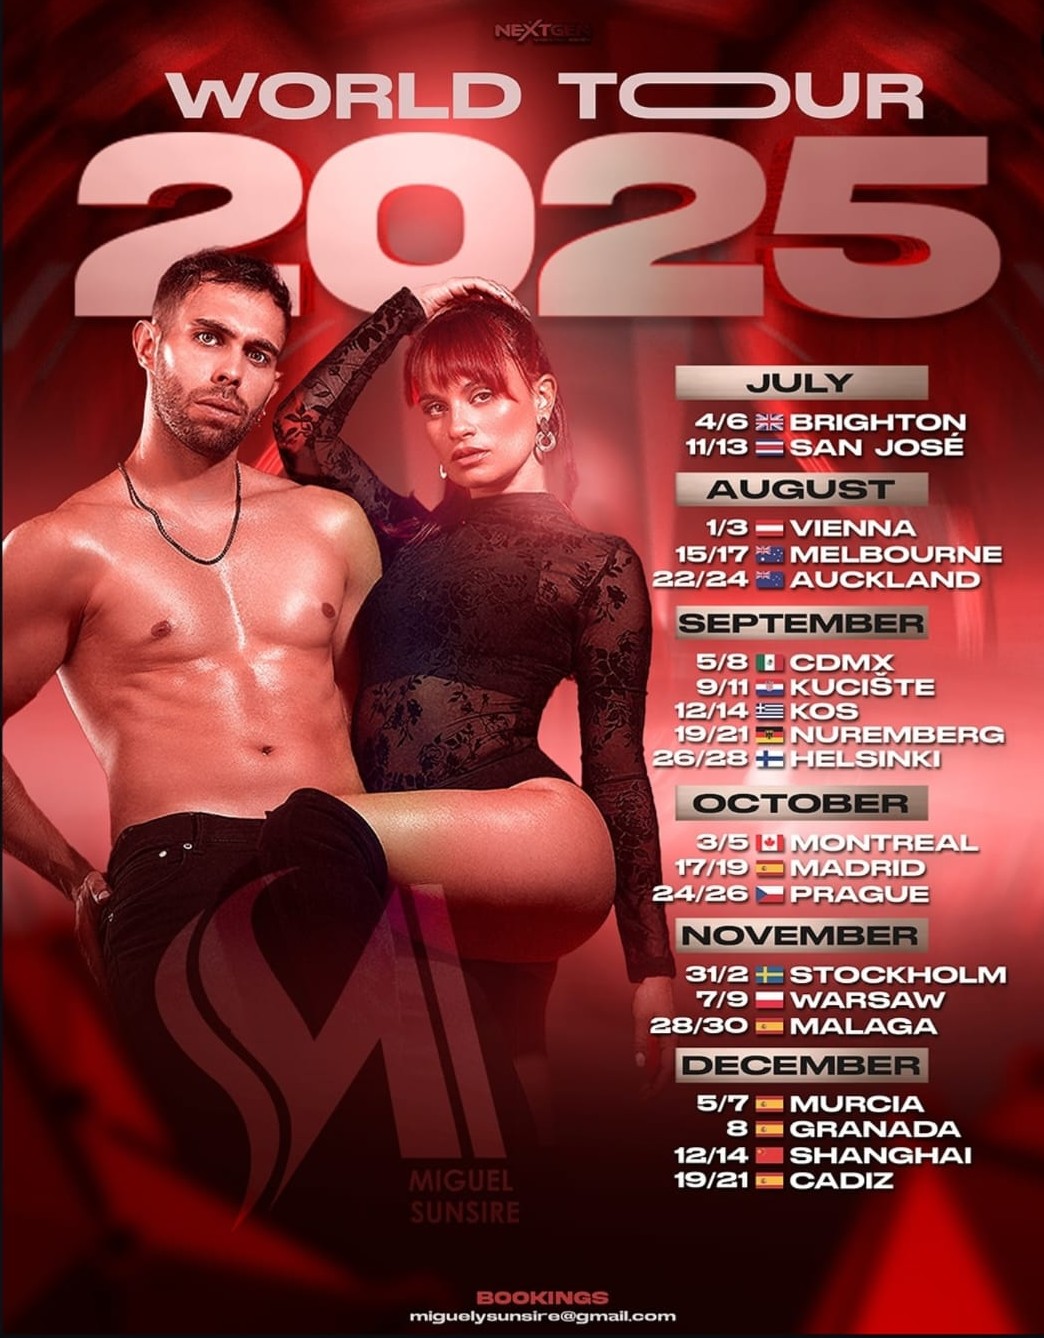 NEXTGEN
WORLD TOUR
2025
JULY
4/6 BRIGHTON
11/13 SAN JOSÉ
AUGUST
1/3 VIENNA
15/17 MELBOURNE
22/24 AUCKLAND
SEPTEMBER
5/8 CDMX
9/11 KUCIŠTE
12/14 KOS
19/21 NUREMBERG
26/28 HELSINKI
OCTOBER
3/5 MONTREAL
17/19 MADRID
24/26 PRAGUE
NOVEMBER
31/2 STOCKHOLM
7/9 WARSAW
28/30 MALAGA
DECEMBER
5/7 MURCIA
8 GRANADA
12/14 SHANGHAI
19/21 CADIZ
MIGUEL
SUNSIRE
BOOKINGS
miguelysunsire@gmail.com